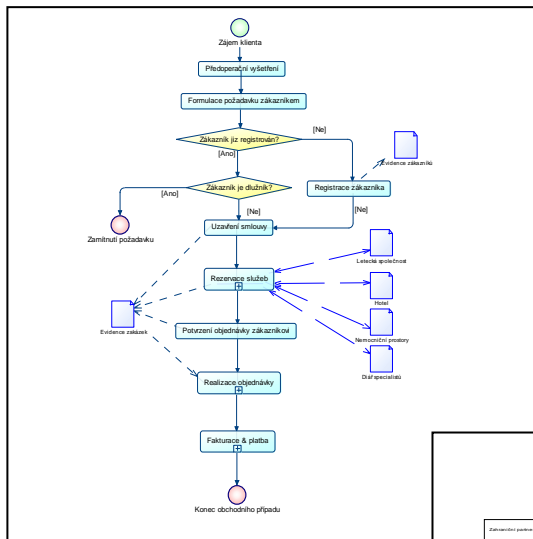 Zájem klienta
Předoperační vyšetření
Formulace požadavku zákazníkem
Zákazník jiz registrován?
[Ne]
[Ano]
Evidence zákazníků
Zákazník je dlužník?
Registrace zákazníka
[Ano]
[Ne]
[Ne]
Zamítnutí požadavku
Uzavření smlouvy
Letecká společnost
Rezervace služeb
Hotel
Evidence zakázek
Potvrzení objednávky zákazníkovi
Nemocniční prostory
Diář specialistů
Realizace objednávky
Fakturace & platba
Konec obchodního případu
Zahraniční